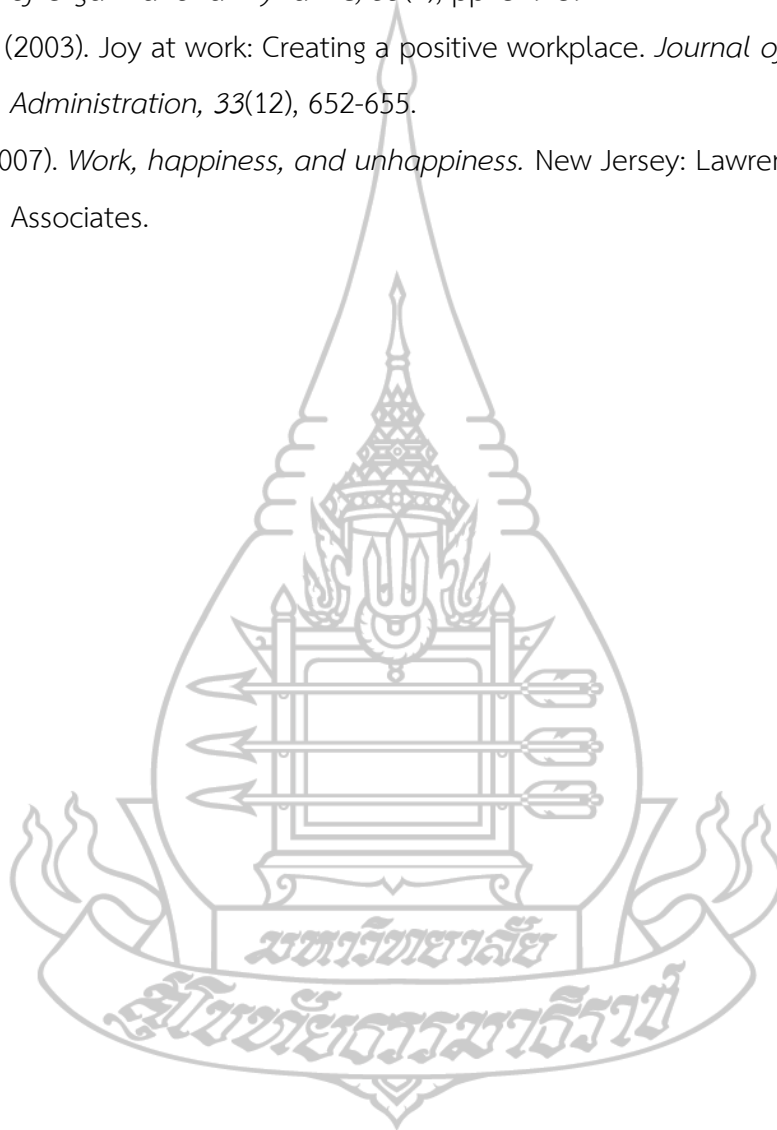 (2003). Joy at work: Creating a positive workplace. Journal of
Administration, 33(12), 652-655.
007). Work, happiness, and unhappiness. New Jersey: Lawren
Associates.
มหาวิทยาลัย
สุโขทัยธรรมาธิราช